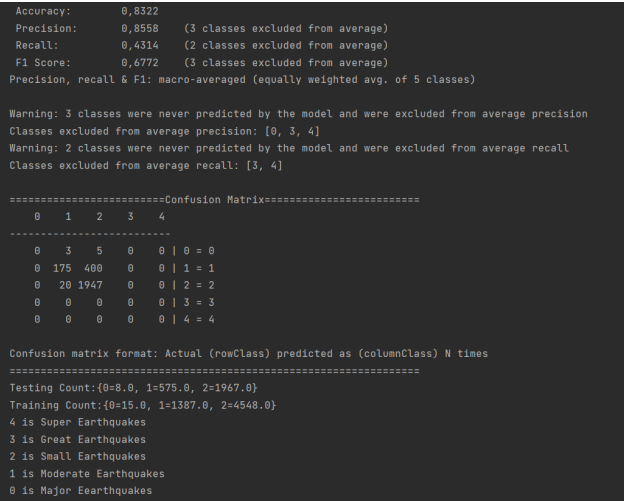 Accuracy: 0,8322
Precision: 0,8558 (3 classes excluded from average)
Recall: 0,4314 (2 classes excluded from average)
F1 Score: 0,6772 (3 classes excluded from average)
Precision, recall & F1: macro-averaged (equally weighted avg. of 5 classes)
Warning: 3 classes were never predicted by the model and were excluded from average precision
Classes excluded from average precision: [0, 3, 4]
Warning: 2 classes were never predicted by the model and were excluded from average recall
Classes excluded from average recall: [3, 4]
=========================Confusion Matrix=========================
0 1 2 3 4
--------------------------
0 3 5 0 0 | 0 = 0
0 175 400 0 0 | 1 = 1
0 20 1947 0 0 | 2 = 2
0 0 0 0 0 | 3 = 3
0 0 0 0 0 | 4 = 4
Confusion matrix format: Actual (rowClass) predicted as (columnClass) N times
==================================================================
Testing Count:{0=8.0, 1=575.0, 2=1967.0}
Training Count:{0=15.0, 1=1387.0, 2=4548.0}
4 is Super Earthquakes
3 is Great Earthquakes
2 is Small Earthquakes
1 is Moderate Earthquakes
0 is Major Eearthquakes